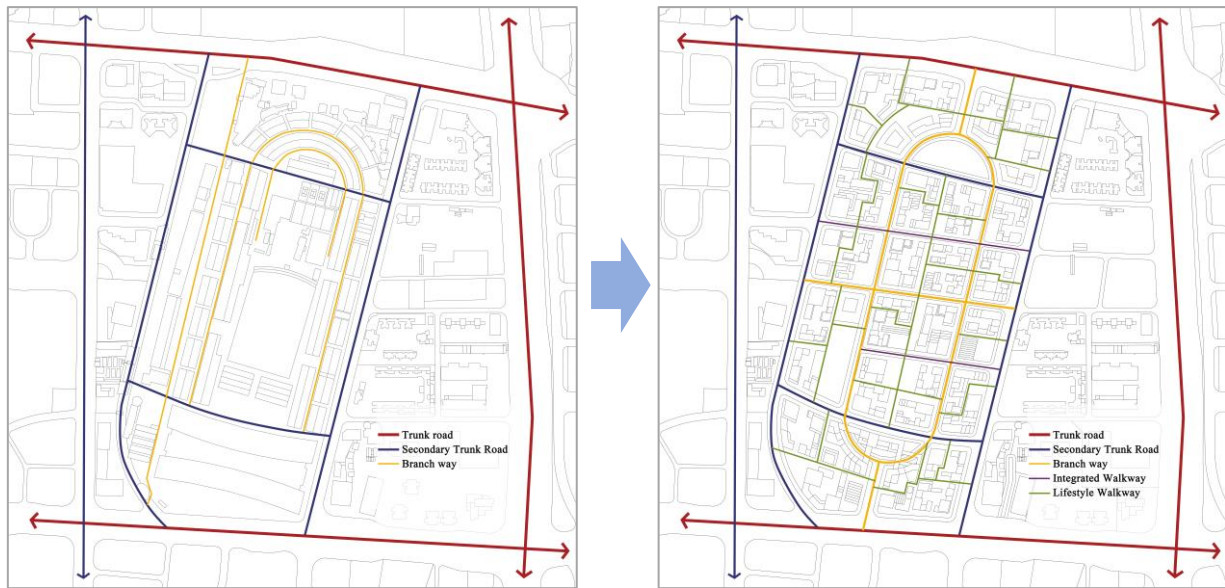 Trunk road
Secondary Trunk Road
Branch way
Trunk road
Secondary Trunk Road
Branch way
Integrated Walkway
Lifestyle Walkway